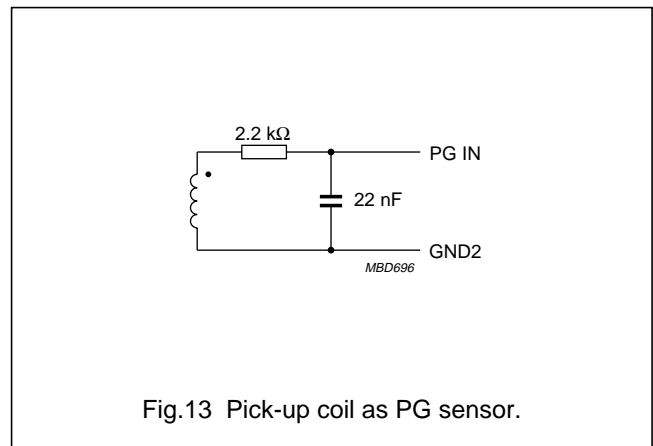 2.2 kΩ
PG IN
22 nF
GND2
MBD696
Fig.13 Pick-up coil as PG sensor.